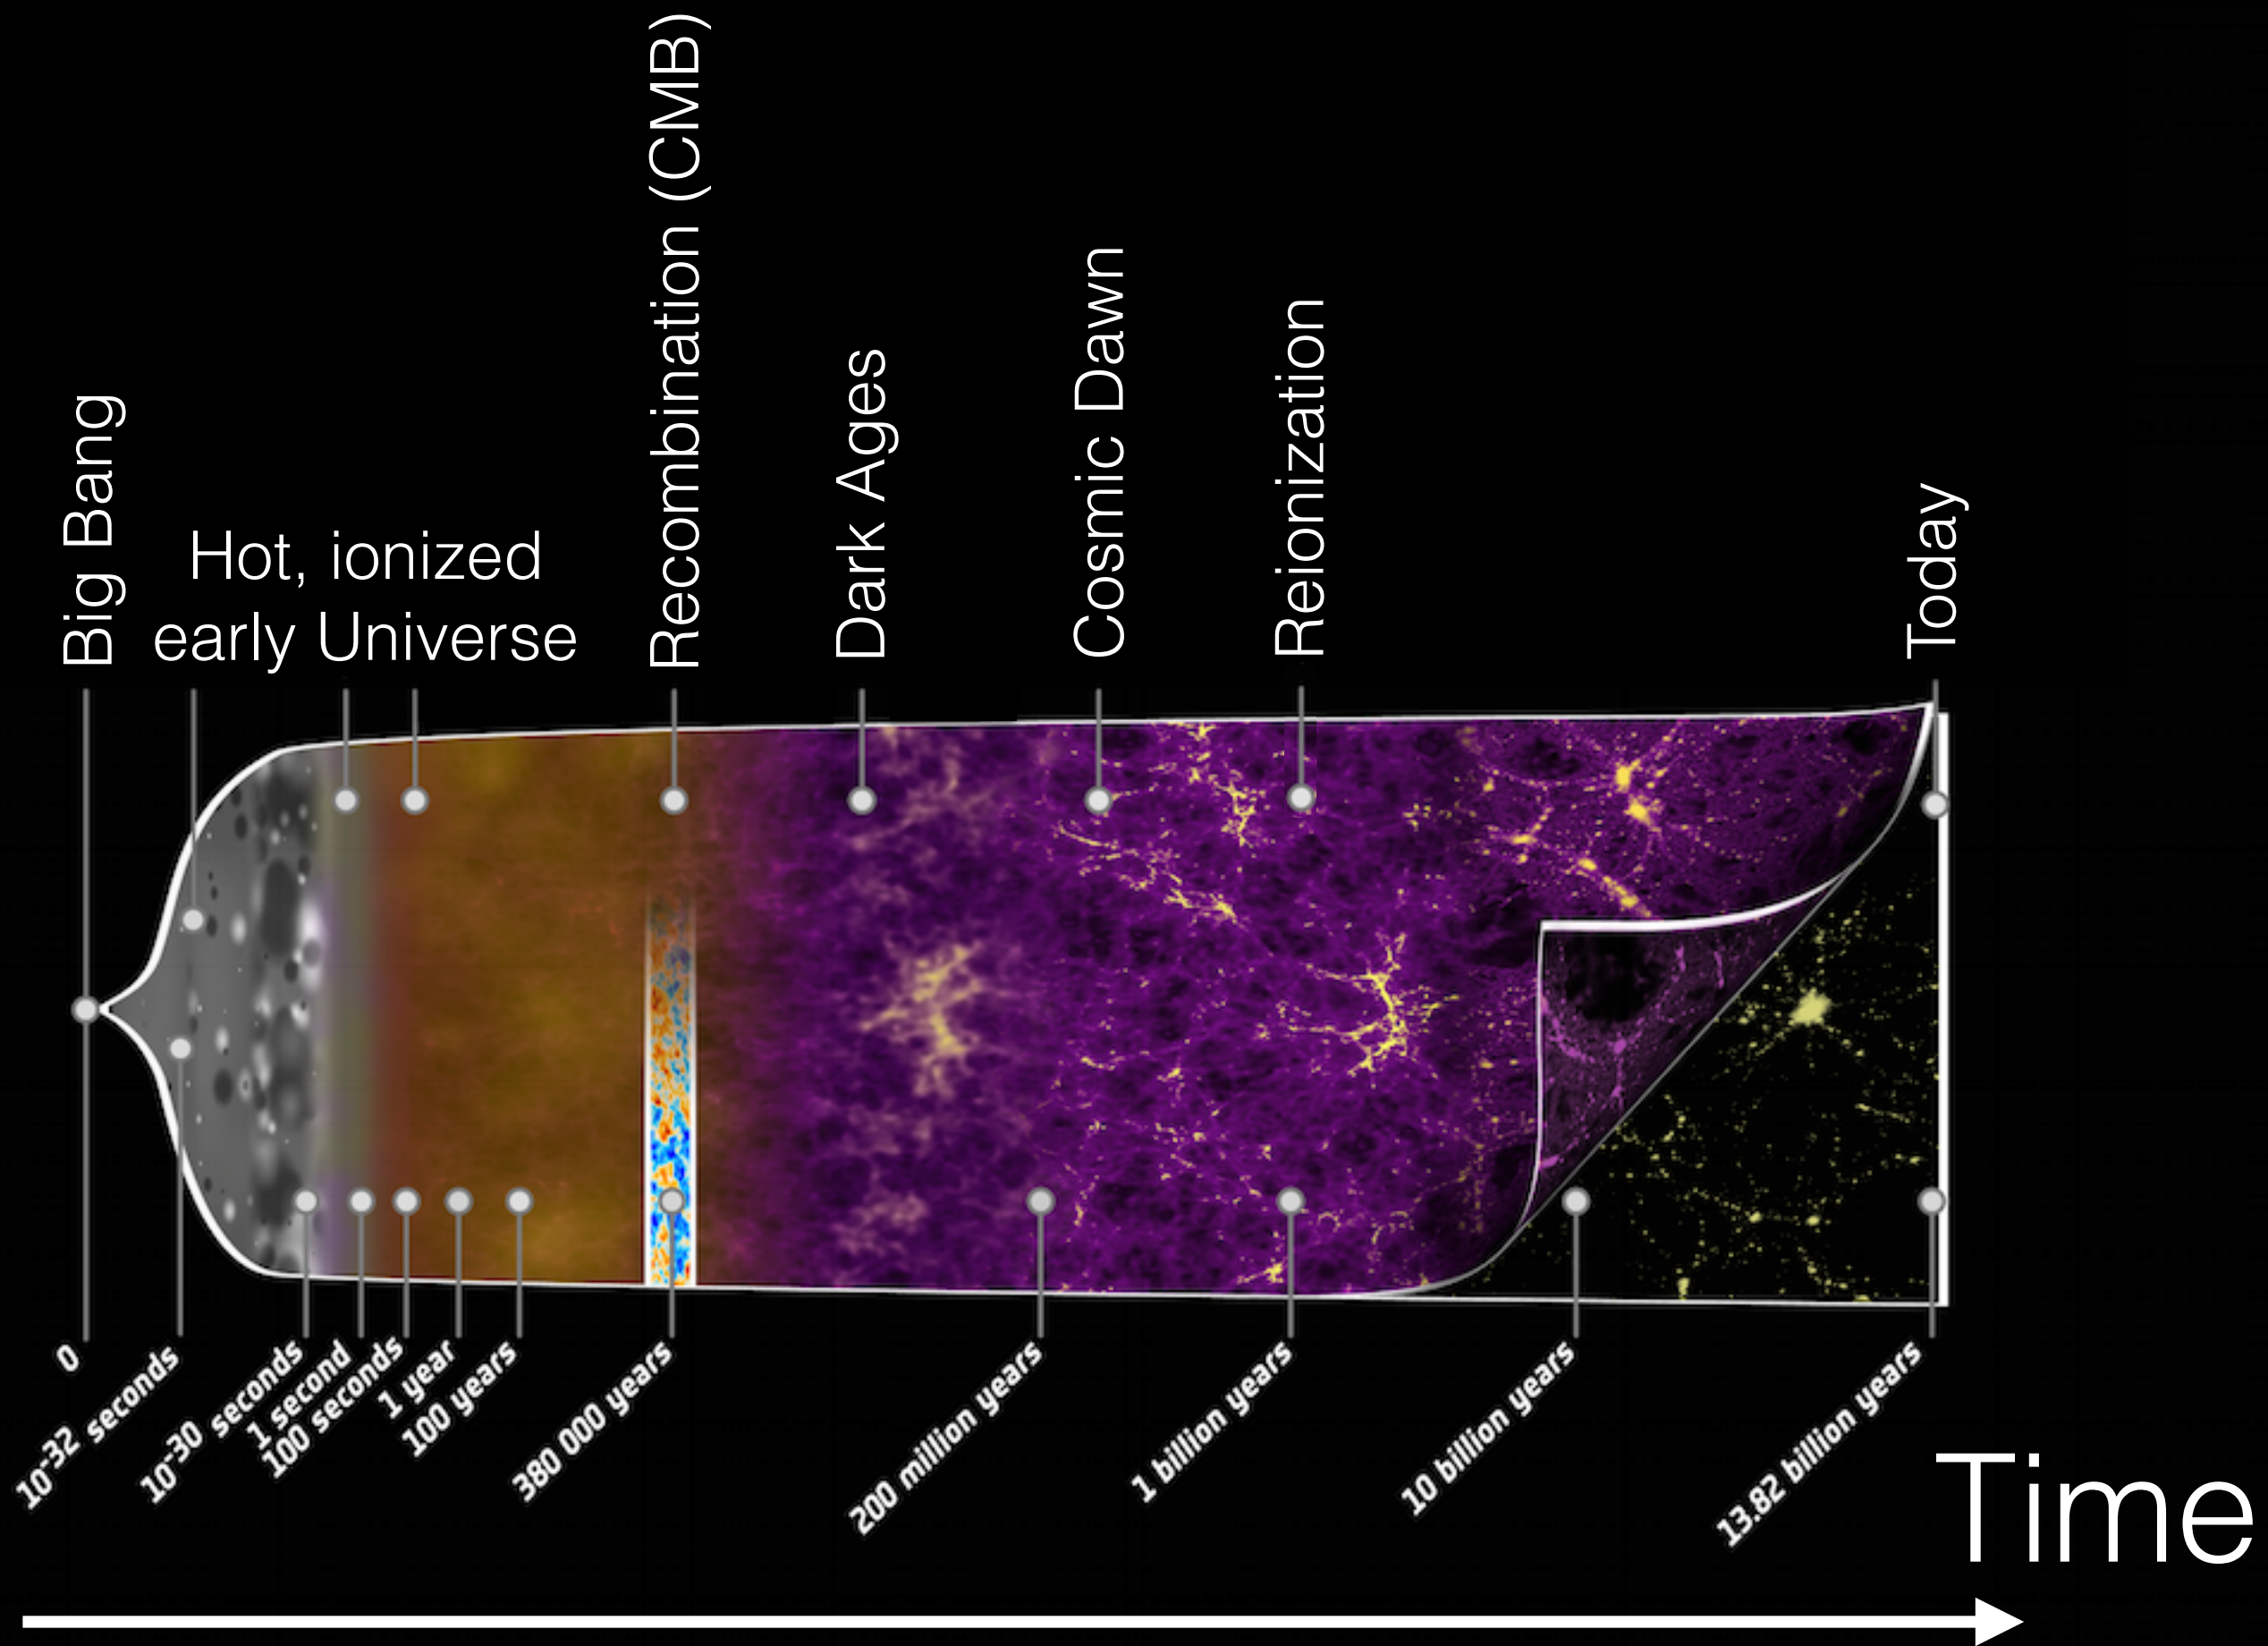 Big Bang
Hot, ionized
early Universe
Recombination (CMB)
Dark Ages
Cosmic Dawn
Reionization
Today
0
10-32 seconds
10-30 seconds
1 second
100 seconds
1 year
100 years
380 000 years
200 million years
1 billion years
10 billion years
13.82 billion years
Time